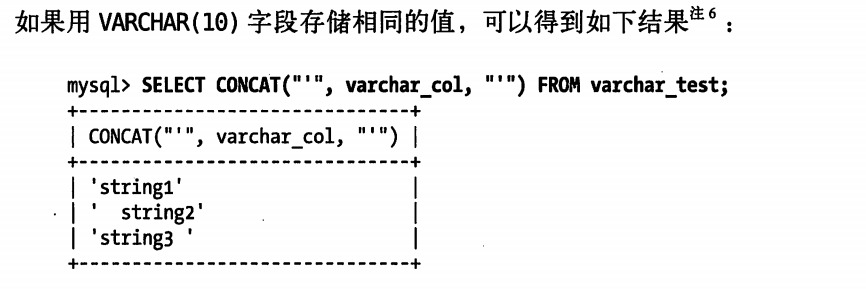 如果用 VARCHAR(10) 字段存储相同的值，可以得到如下结果注6：
mysql> SELECT CONCAT("'", varchar_col, "'") FROM varchar_test;
+-------------------------------+
| CONCAT("'", varchar_col, "'") |
+-------------------------------+
| 'string1'                     |
| '  string2'                   |
| 'string3 '                    |
+-------------------------------+